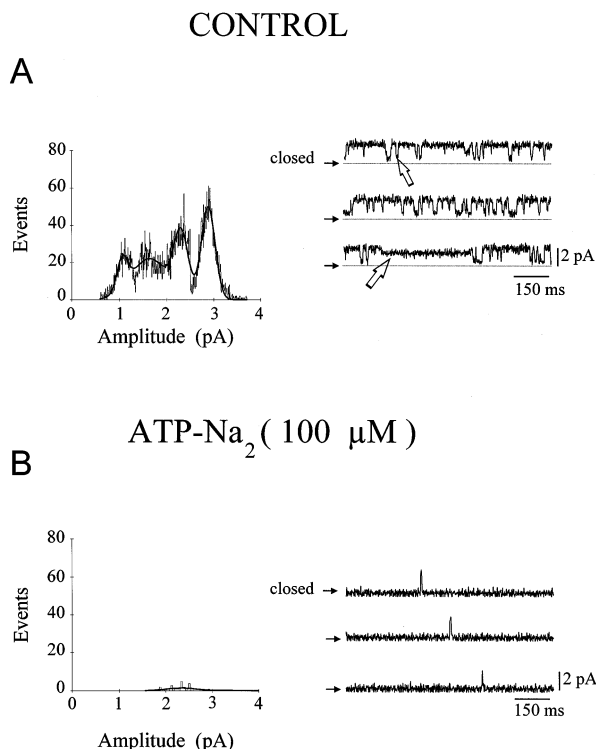 CONTROL
A
80
60
40
20
0
Events
0 1 2 3 4
Amplitude (pA)
closed
2 pA
150 ms
ATP-Na2 ( 100 µM )
B
80
60
40
20
0
Events
0 1 2 3 4
Amplitude (pA)
closed
2 pA
150 ms